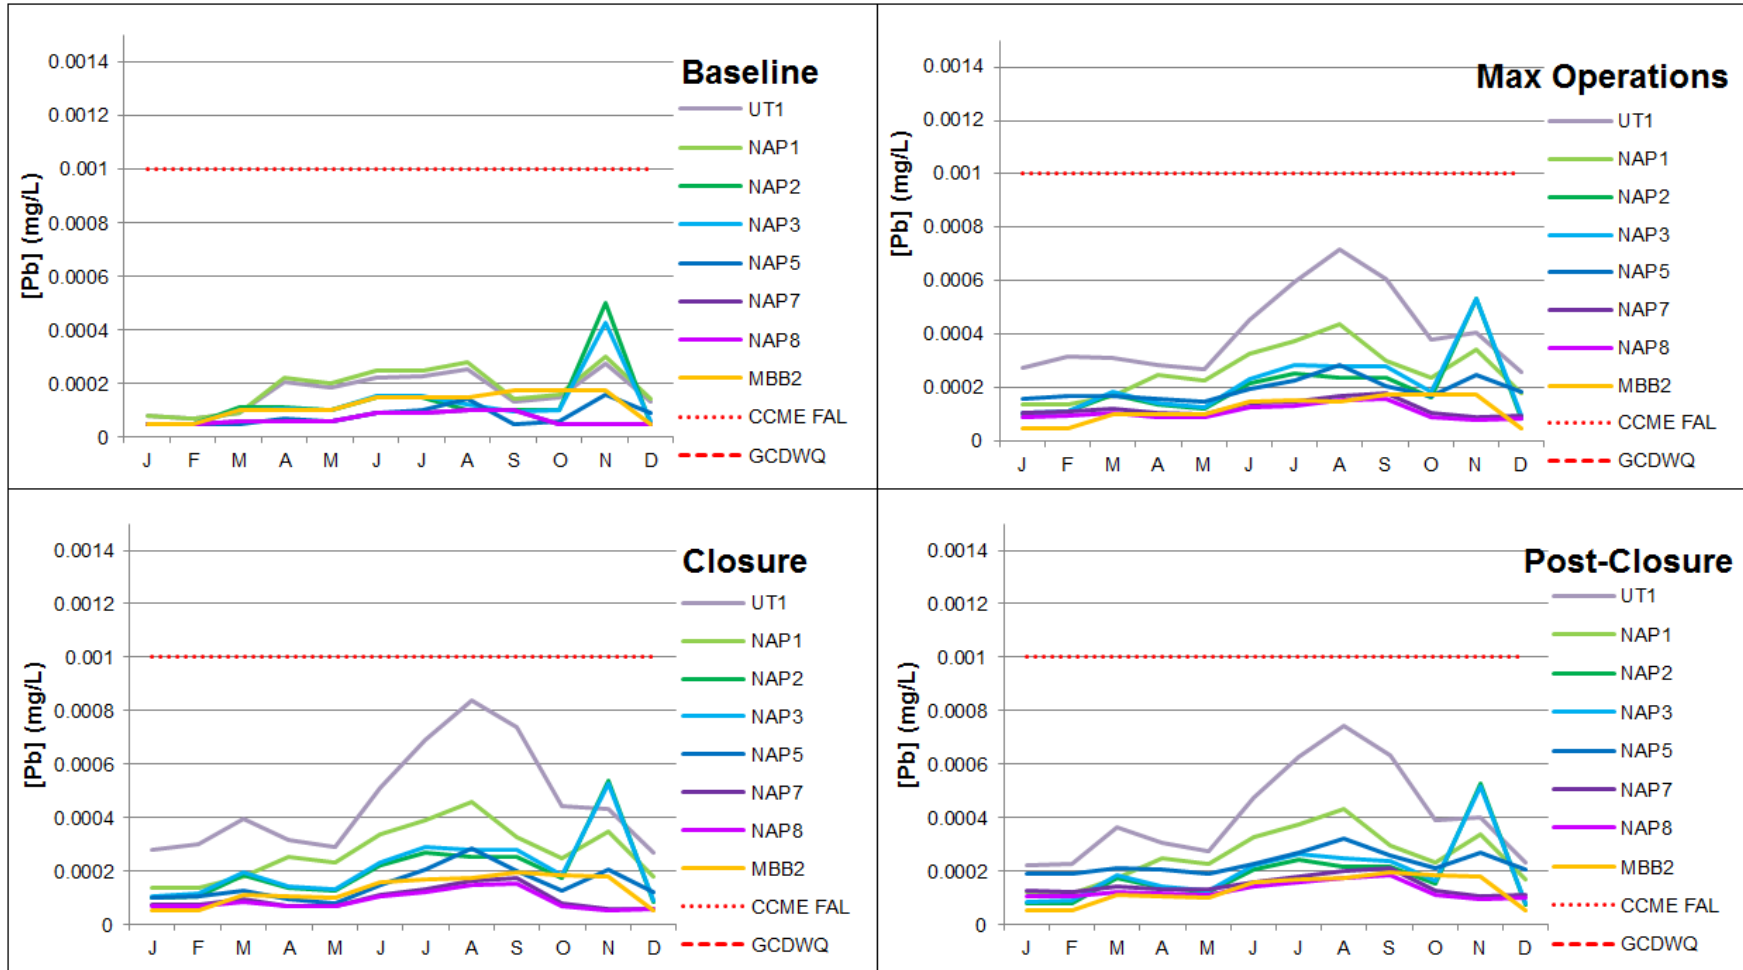 Baseline
[Pb] (mg/L)
0.0014
0.0012
0.001
0.0008
0.0006
0.0004
0.0002
0
J F M A M J J A S O N D
UT1
NAP1
NAP2
NAP3
NAP5
NAP7
NAP8
MBB2
CCME FAL
GCDWQ
Max Operations
[Pb] (mg/L)
0.0014
0.0012
0.001
0.0008
0.0006
0.0004
0.0002
0
J F M A M J J A S O N D
UT1
NAP1
NAP2
NAP3
NAP5
NAP7
NAP8
MBB2
CCME FAL
GCDWQ
Closure
[Pb] (mg/L)
0.0014
0.0012
0.001
0.0008
0.0006
0.0004
0.0002
0
J F M A M J J A S O N D
UT1
NAP1
NAP2
NAP3
NAP5
NAP7
NAP8
MBB2
CCME FAL
GCDWQ
Post-Closure
[Pb] (mg/L)
0.0014
0.0012
0.001
0.0008
0.0006
0.0004
0.0002
0
J F M A M J J A S O N D
UT1
NAP1
NAP2
NAP3
NAP5
NAP7
NAP8
MBB2
CCME FAL
GCDWQ